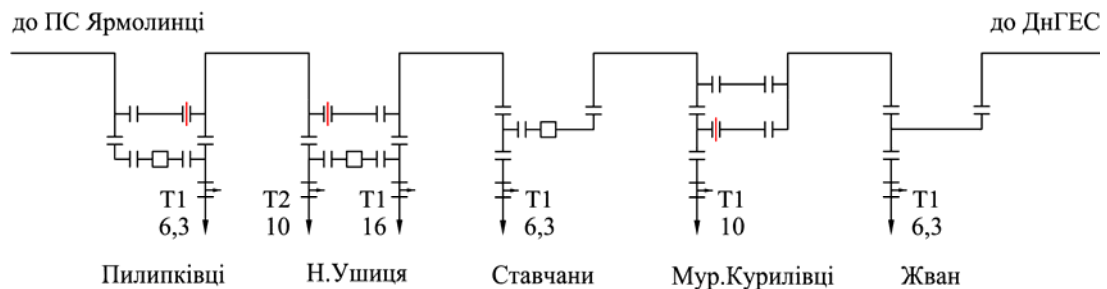 до ПС Ярмолинці
до ДнГЕС
Т1
6,3
Т2
10
Т1
16
Т1
6,3
Т1
10
Т1
6,3
Пилипківці
Н.Ушиця
Ставчани
Мур.Курилівці
Жван